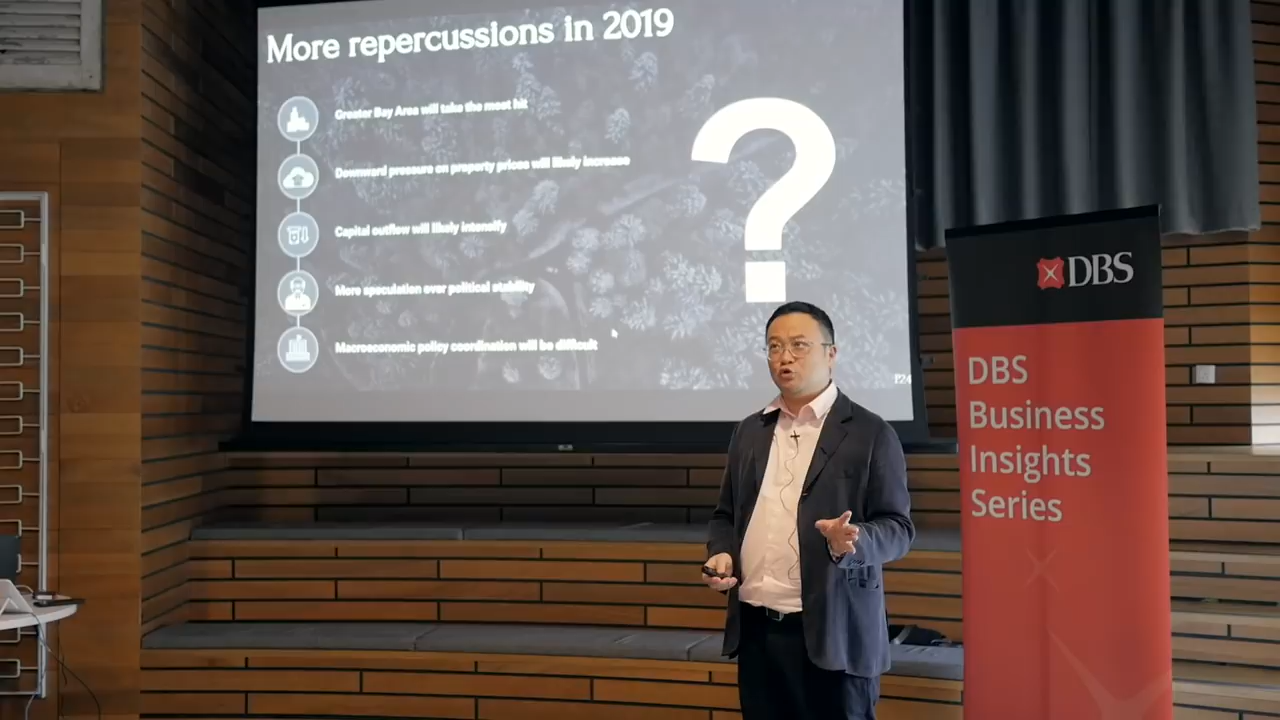 More repercussions in 2019
Greater Bay Area will take the most hit
Downward pressure on property prices will likely increase
Capital outflow will likely intensify
More speculation over political stability
Macroeconomic policy coordination will be difficult
?
P24
DBS
DBS
Business
Insights
Series